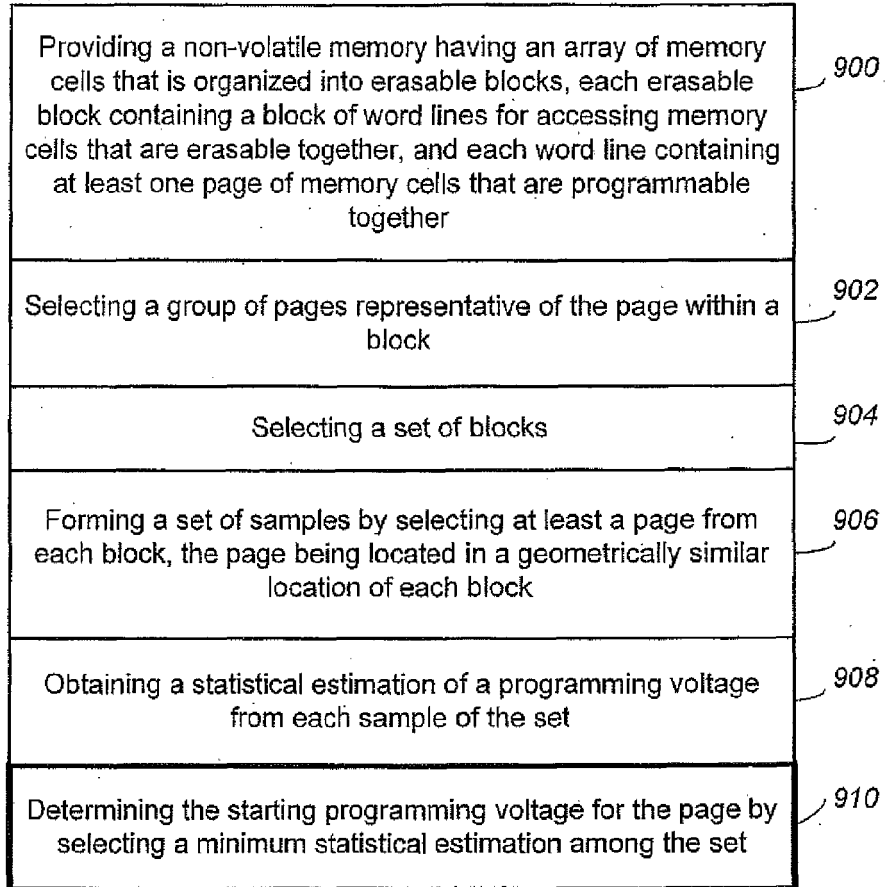 Providing a non-volatile memory having an array of memory
cells that is organized into erasable blocks, each erasable
block containing a block of word lines for accessing memory
cells that are erasable together, and each word line containing
at least one page of memory cells that are programmable
together
900
Selecting a group of pages representative of the page within a
block
902
Selecting a set of blocks
904
Forming a set of samples by selecting at least a page from
each block, the page being located in a geometrically similar
location of each block
906
Obtaining a statistical estimation of a programming voltage
from each sample of the set
908
Determining the starting programming voltage for the page by
selecting a minimum statistical estimation among the set
910